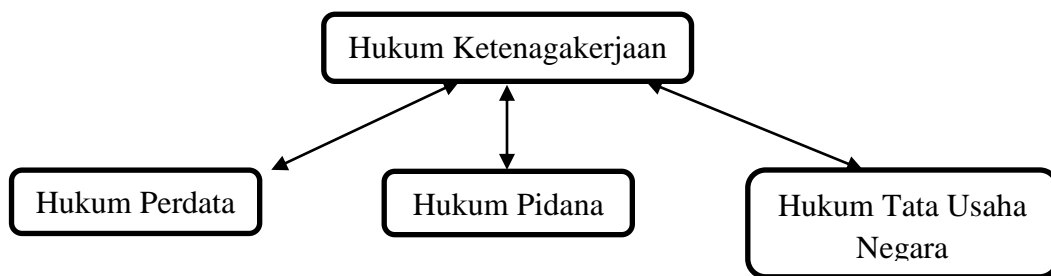 Hukum Ketenagakerjaan
Hukum Perdata
Hukum Pidana
Hukum Tata Usaha
Negara